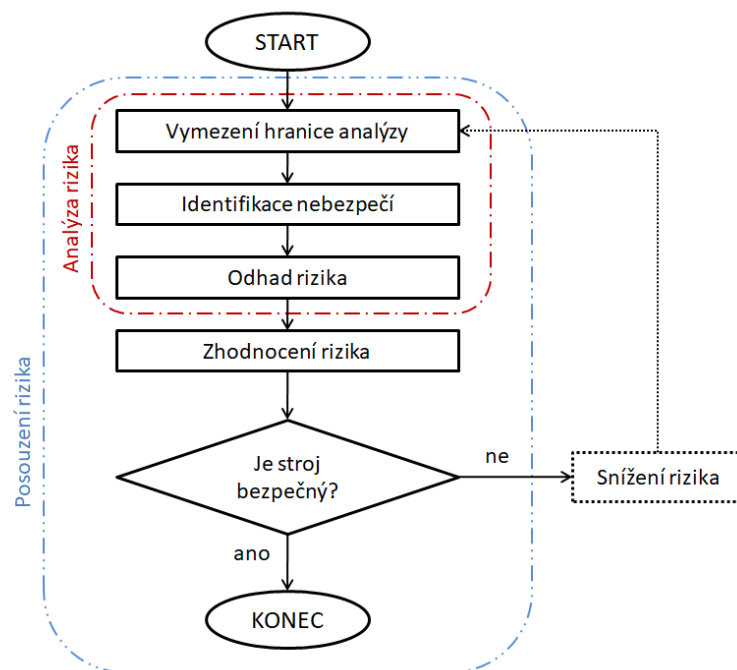 START
Vymezení hranice analýzy
Identifikace nebezpečí
Odhad rizika
Analýza rizika
Zhodnocení rizika
Posouzení rizika
Je stroj
bezpečný?
ne
Snížení rizika
ano
KONEC